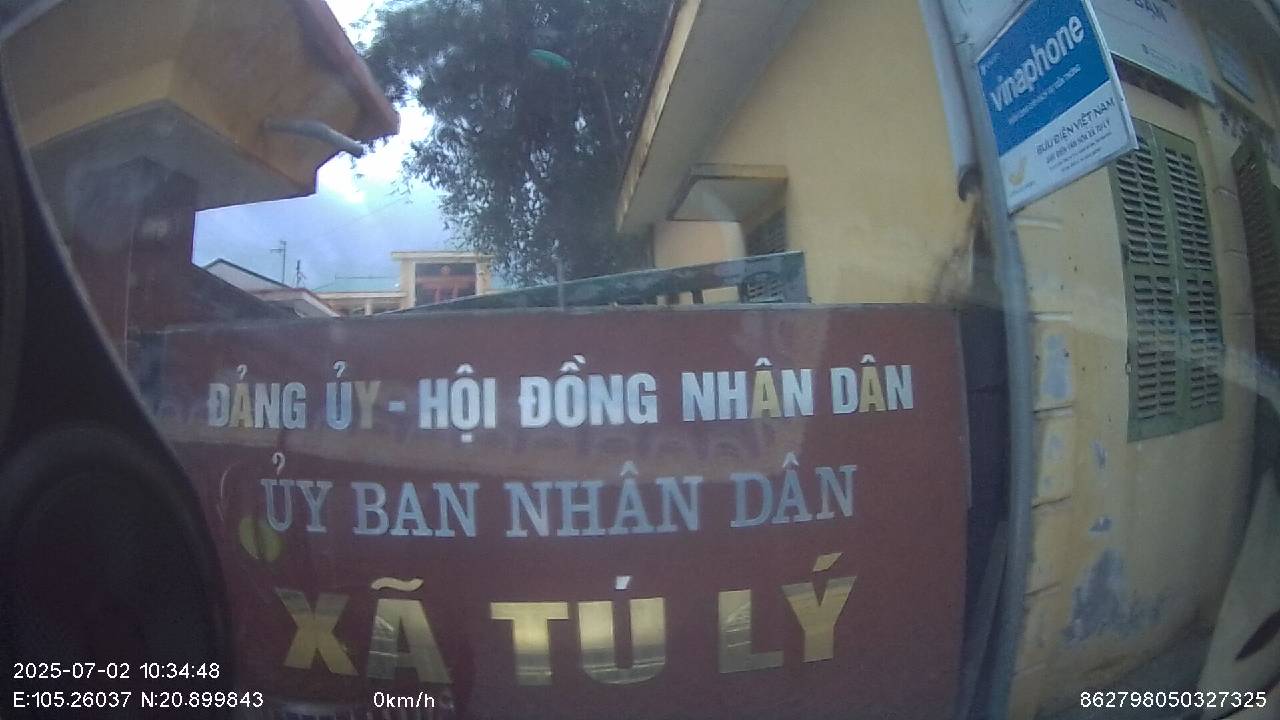 vinaphone
BƯU ĐIỆN VIỆT NAM
ĐẢNG ỦY - HỘI ĐỒNG NHÂN DÂN
ỦY BAN NHÂN DÂN
XÃ TÚ LÝ
2025-07-02 10:34:48
E:105.26037 N:20.899843
0km/h
862798050327325